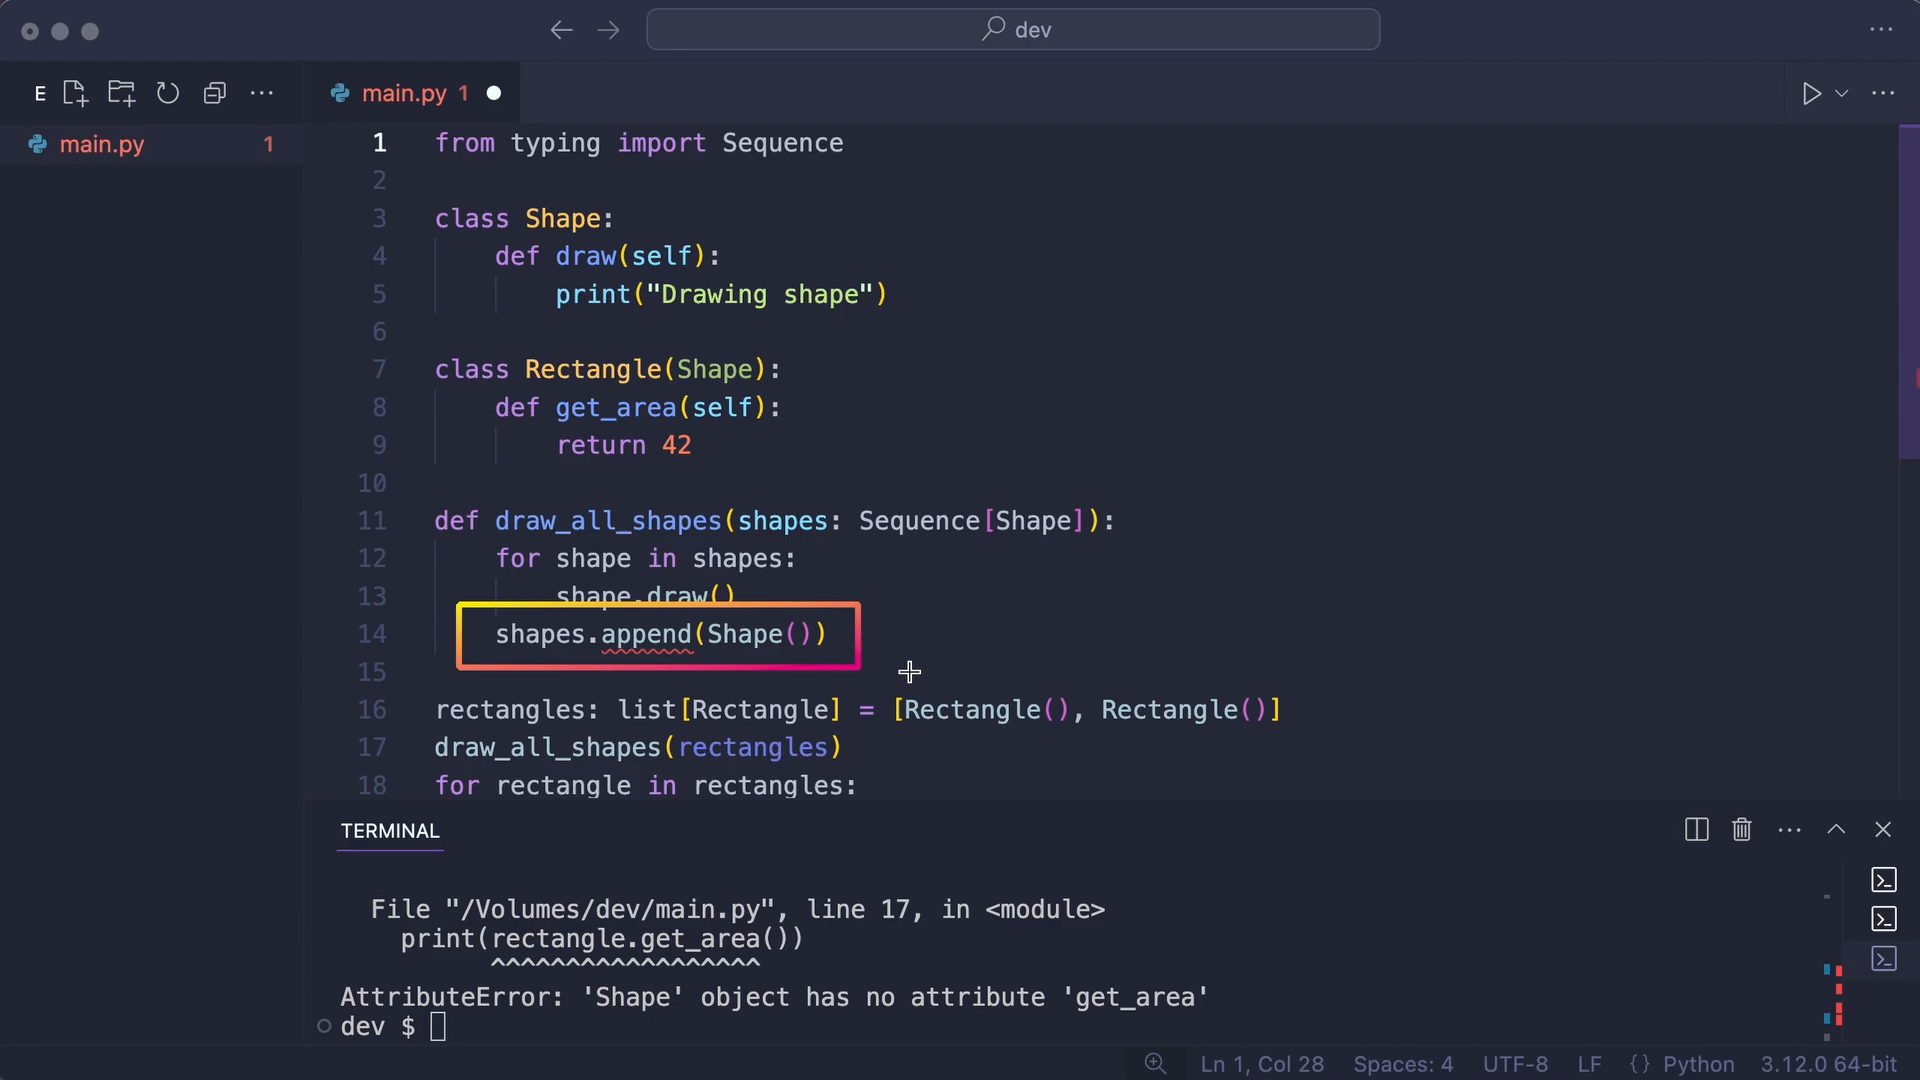 dev
E
main.py 1
main.py 1
1 from typing import Sequence
2
3 class Shape:
4 def draw(self):
5 print("Drawing shape")
6
7 class Rectangle(Shape):
8 def get_area(self):
9 return 42
10
11 def draw_all_shapes(shapes: Sequence[Shape]):
12 for shape in shapes:
13 shape.draw()
14 shapes.append(Shape())
15
16 rectangles: list[Rectangle] = [Rectangle(), Rectangle()]
17 draw_all_shapes(rectangles)
18 for rectangle in rectangles:
TERMINAL
File "/Volumes/dev/main.py", line 17, in <module>
print(rectangle.get_area())
^^^^^^^^^^^^^^^^^^
AttributeError: 'Shape' object has no attribute 'get_area'
dev $
Ln 1, Col 28 Spaces: 4 UTF-8 LF {} Python 3.12.0 64-bit